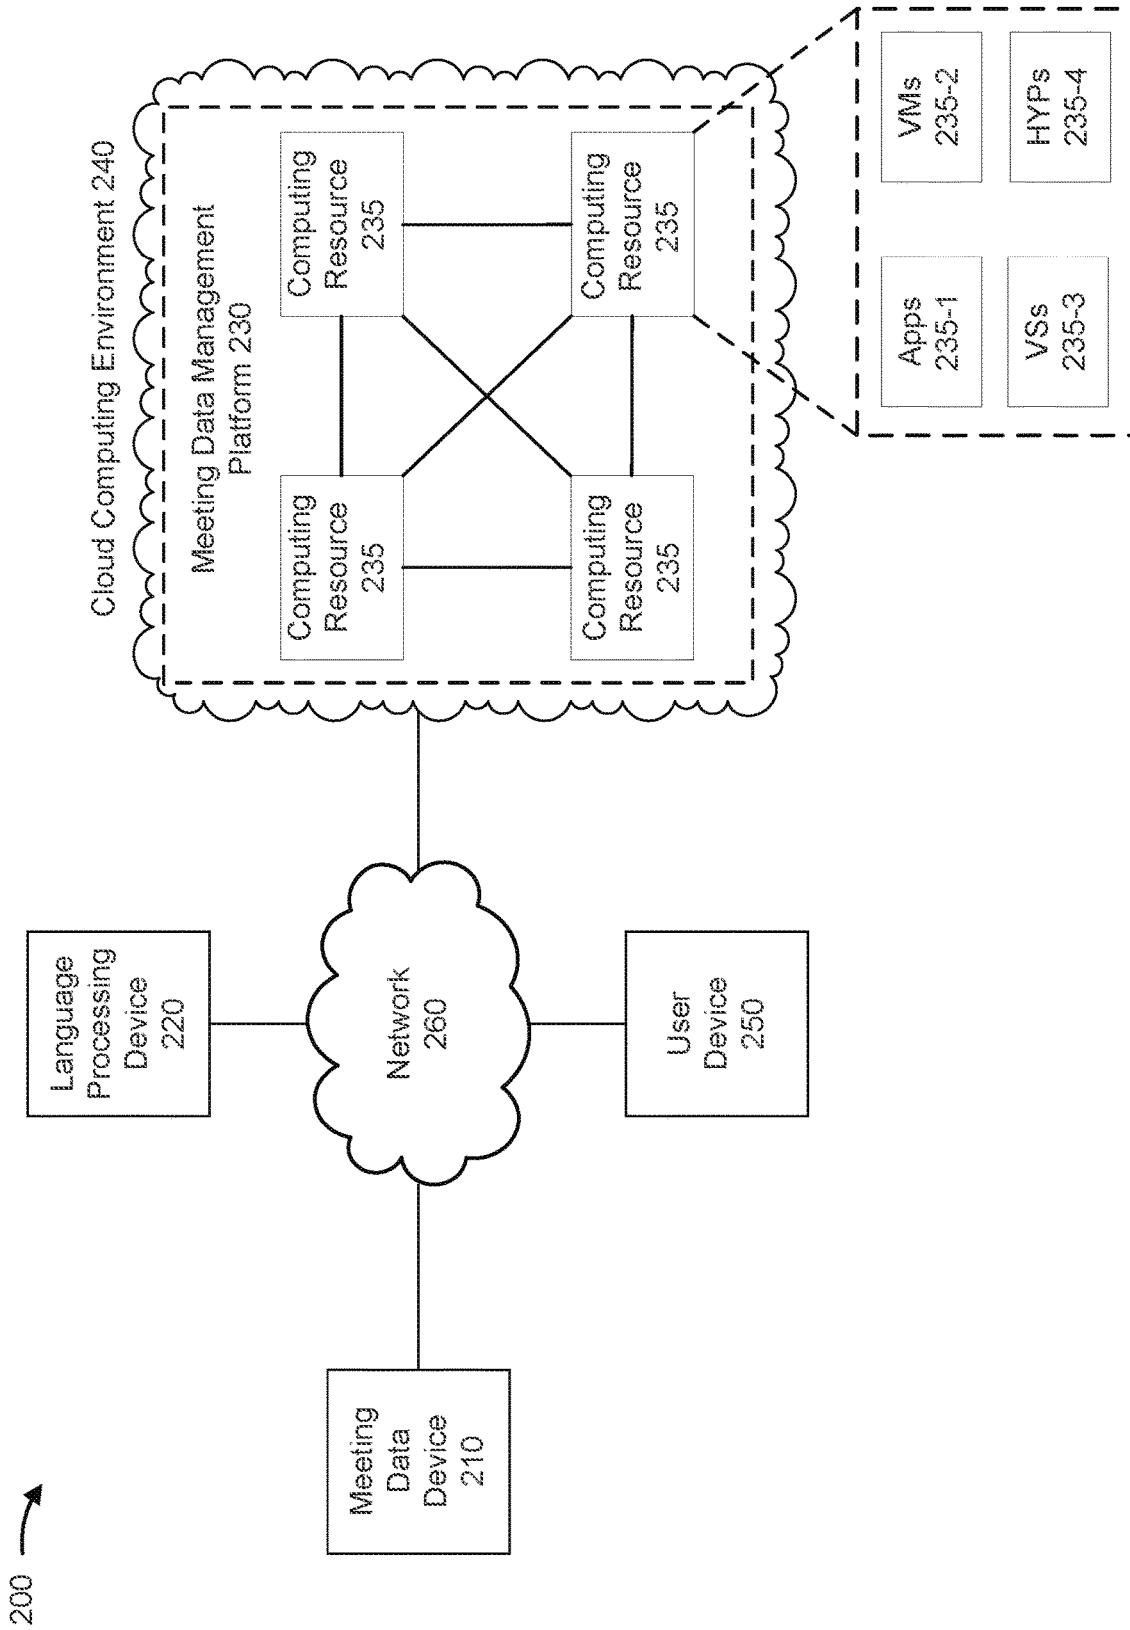 200
Cloud Computing Environment 240
Language
Processing
Device
220
Meeting Data Management
Platform 230
Computing
Resource
235
Computing
Resource
235
Meeting
Data
Device
210
Network
260
Computing
Resource
235
Computing
Resource
235
User
Device
250
Apps
235-1
VMs
235-2
VSs
235-3
HYPs
235-4